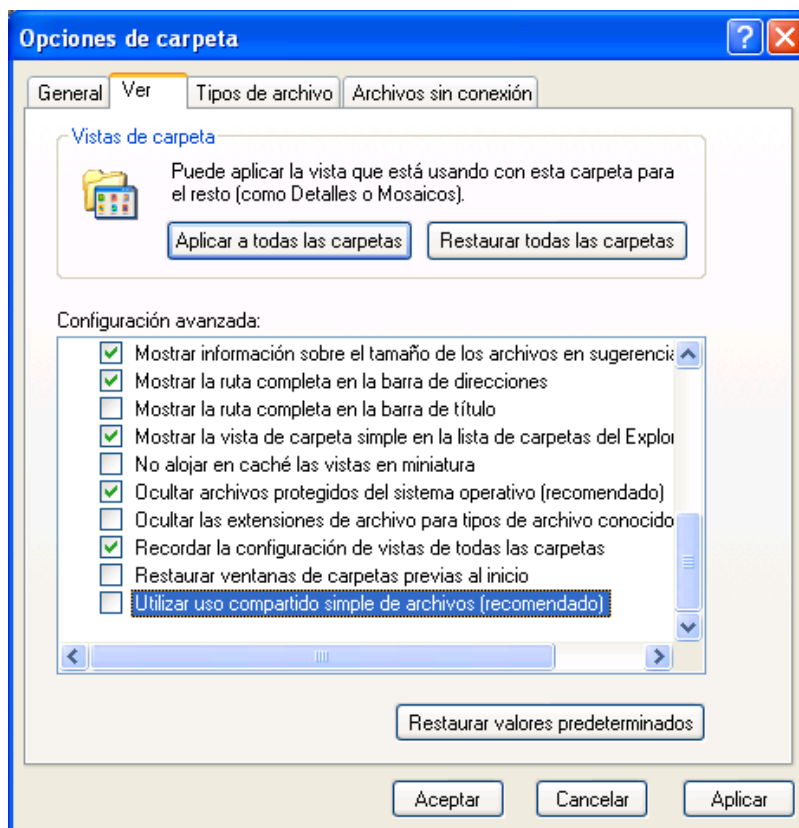 Opciones de carpeta
General Ver Tipos de archivo Archivos sin conexión
Vistas de carpeta
Puede aplicar la vista que está usando con esta carpeta para
el resto (como Detalles o Mosaicos).
Aplicar a todas las carpetas Restaurar todas las carpetas
Configuración avanzada:
Mostrar información sobre el tamaño de los archivos en sugerencia
Mostrar la ruta completa en la barra de direcciones
Mostrar la ruta completa en la barra de título
Mostrar la vista de carpeta simple en la lista de carpetas del Explor
No alojar en caché las vistas en miniatura
Ocultar archivos protegidos del sistema operativo (recomendado)
Ocultar las extensiones de archivo para tipos de archivo conocido
Recordar la configuración de vistas de todas las carpetas
Restaurar ventanas de carpetas previas al inicio
Utilizar uso compartido simple de archivos (recomendado)
Restaurar valores predeterminados
Aceptar Cancelar Aplicar